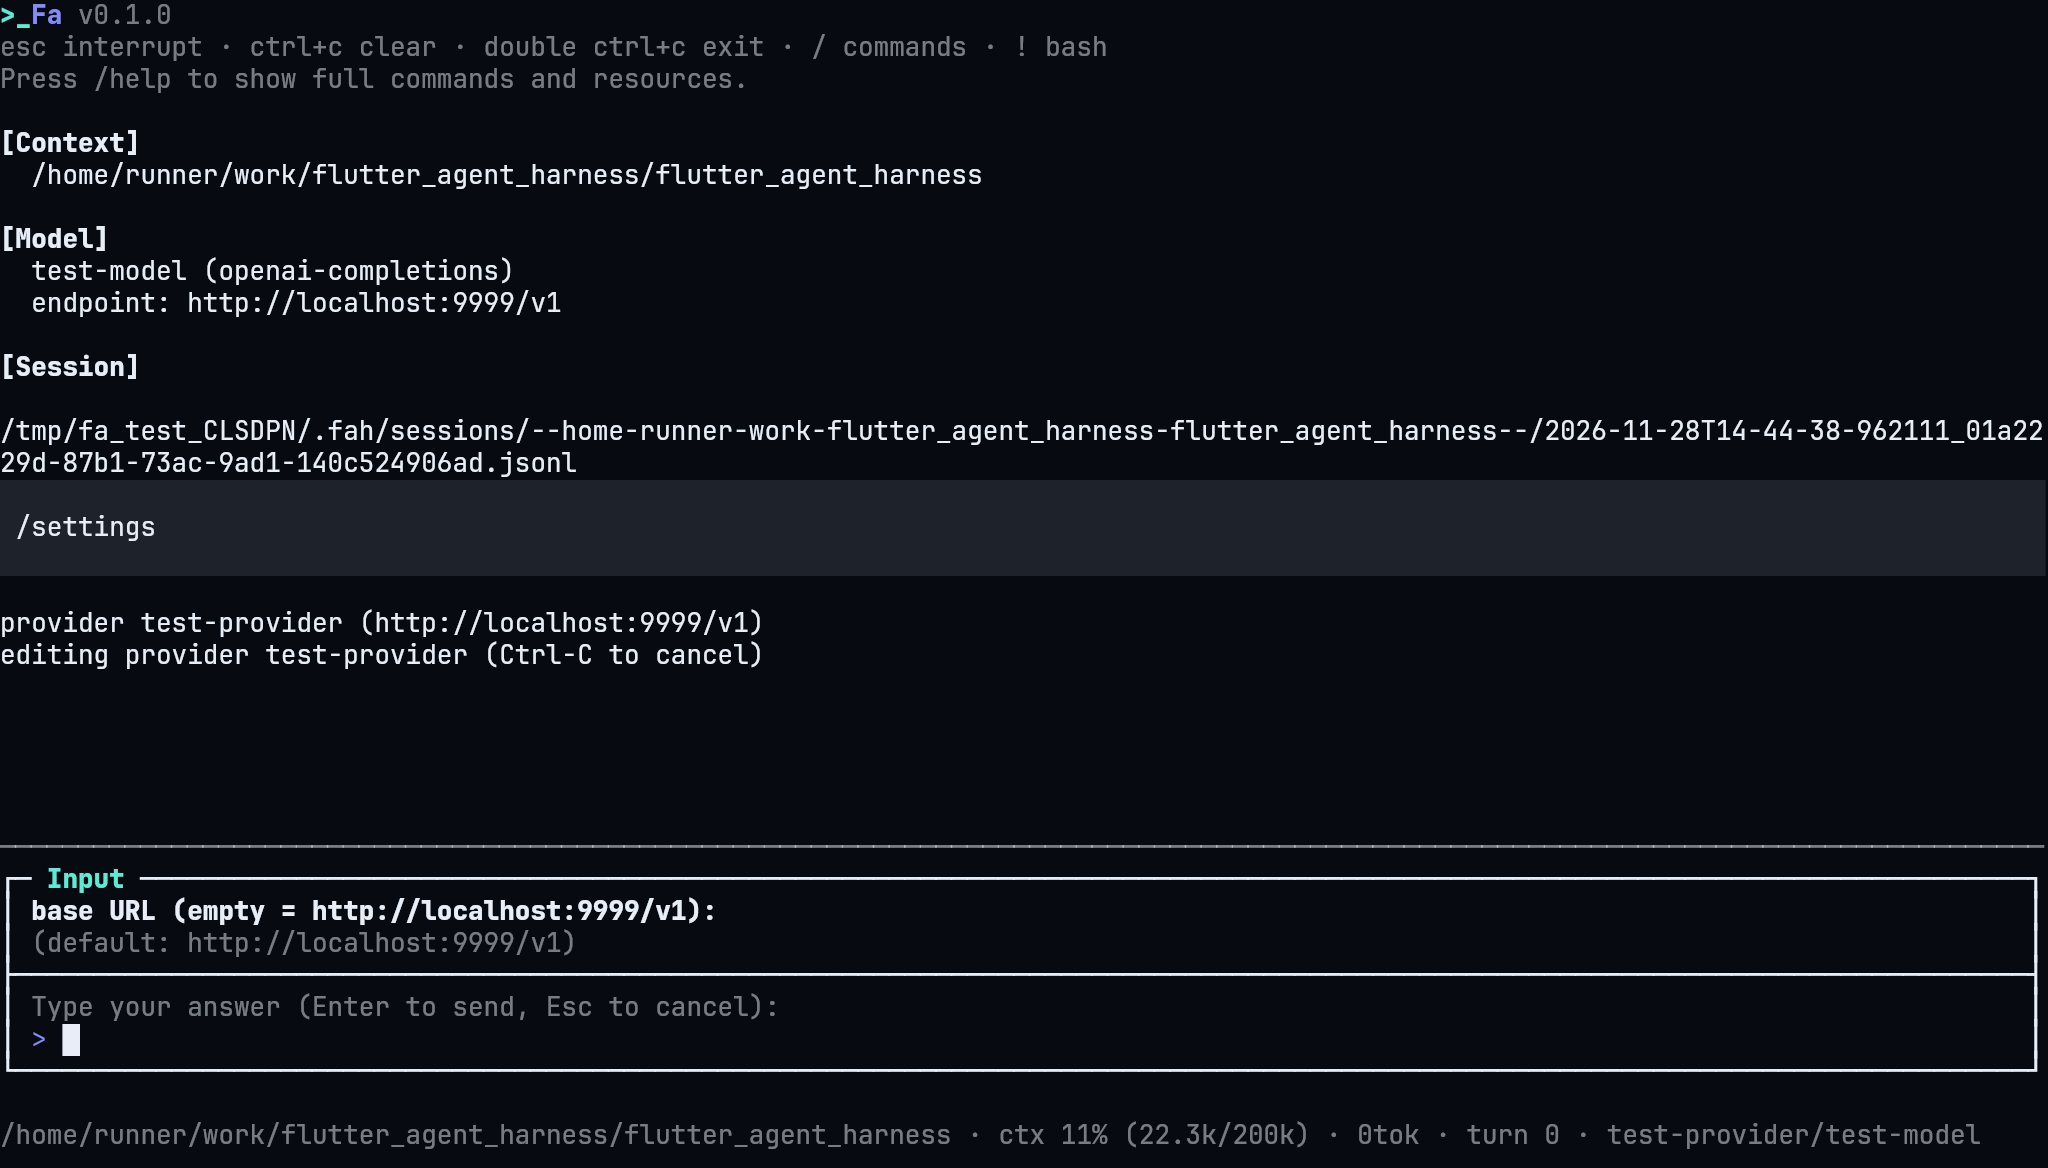 >_Fa v0.1.0
esc interrupt · ctrl+c clear · double ctrl+c exit · / commands · ! bash
Press /help to show full commands and resources.
[Context]
/home/runner/work/flutter_agent_harness/flutter_agent_harness
[Model]
test-model (openai-completions)
endpoint: http://localhost:9999/v1
[Session]
/tmp/fa_test_CLSDPN/.fah/sessions/--home-runner-work-flutter_agent_harness-flutter_agent_harness--/2026-11-28T14-44-38-962111_01a22
29d-87b1-73ac-9ad1-140c524906ad.jsonl
/settings
provider test-provider (http://localhost:9999/v1)
editing provider test-provider (Ctrl-C to cancel)
Input
base URL (empty = http://localhost:9999/v1):
(default: http://localhost:9999/v1)
Type your answer (Enter to send, Esc to cancel):
>
/home/runner/work/flutter_agent_harness/flutter_agent_harness · ctx 11% (22.3k/200k) · 0tok · turn 0 · test-provider/test-model